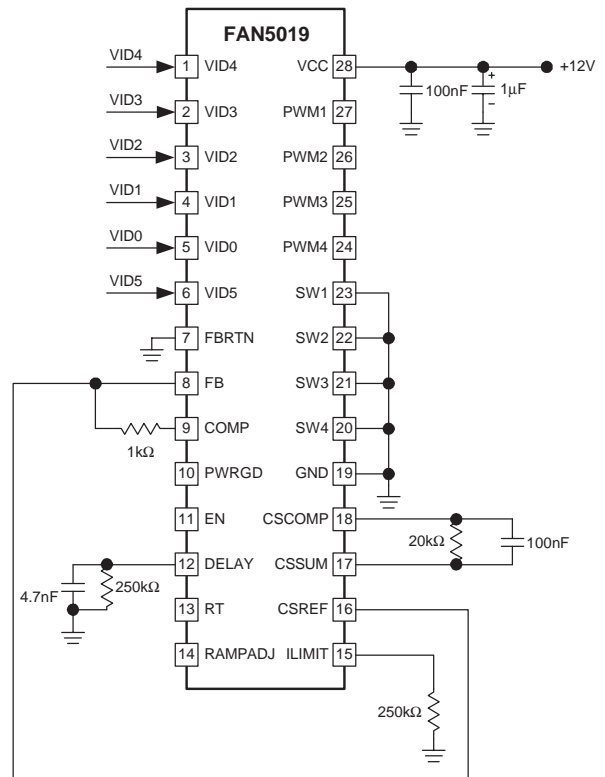 FAN5019
VID4 1 VID4 VCC 28 +12V
100nF + 1µF –
VID3 2 VID3 PWM1 27
VID2 3 VID2 PWM2 26
VID1 4 VID1 PWM3 25
VID0 5 VID0 PWM4 24
VID5 6 VID5 SW1 23
7 FBRTN SW2 22
8 FB SW3 21
9 COMP SW4 20
1kΩ
10 PWRGD GND 19
11 EN CSCOMP 18
20kΩ 100nF
12 DELAY CSSUM 17
4.7nF 250kΩ
13 RT CSREF 16
14 RAMPADJ ILIMIT 15
250kΩ